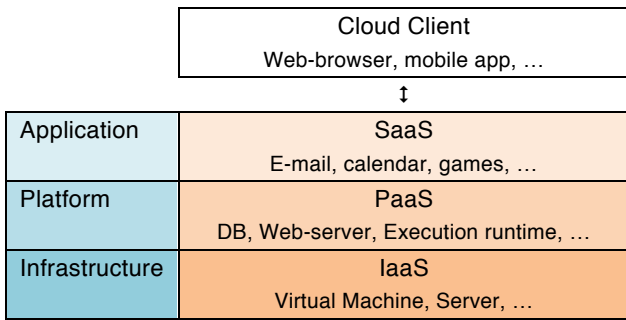 Cloud Client
Web-browser, mobile app, …
↕
Application
SaaS
E-mail, calendar, games, …
Platform
PaaS
DB, Web-server, Execution runtime, …
Infrastructure
IaaS
Virtual Machine, Server, …